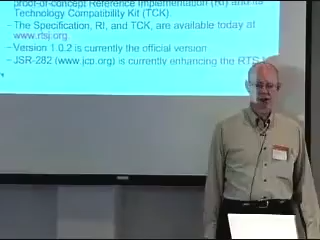 proof-of-concept Reference Implementation (RI) and its
Technology Compatibility Kit (TCK).
–The Specification, RI, and TCK, are available today at
www.rtsj.org
–Version 1.0.2 is currently the official version
–JSR-282 (www.jcp.org) is currently enhancing the RTSJ